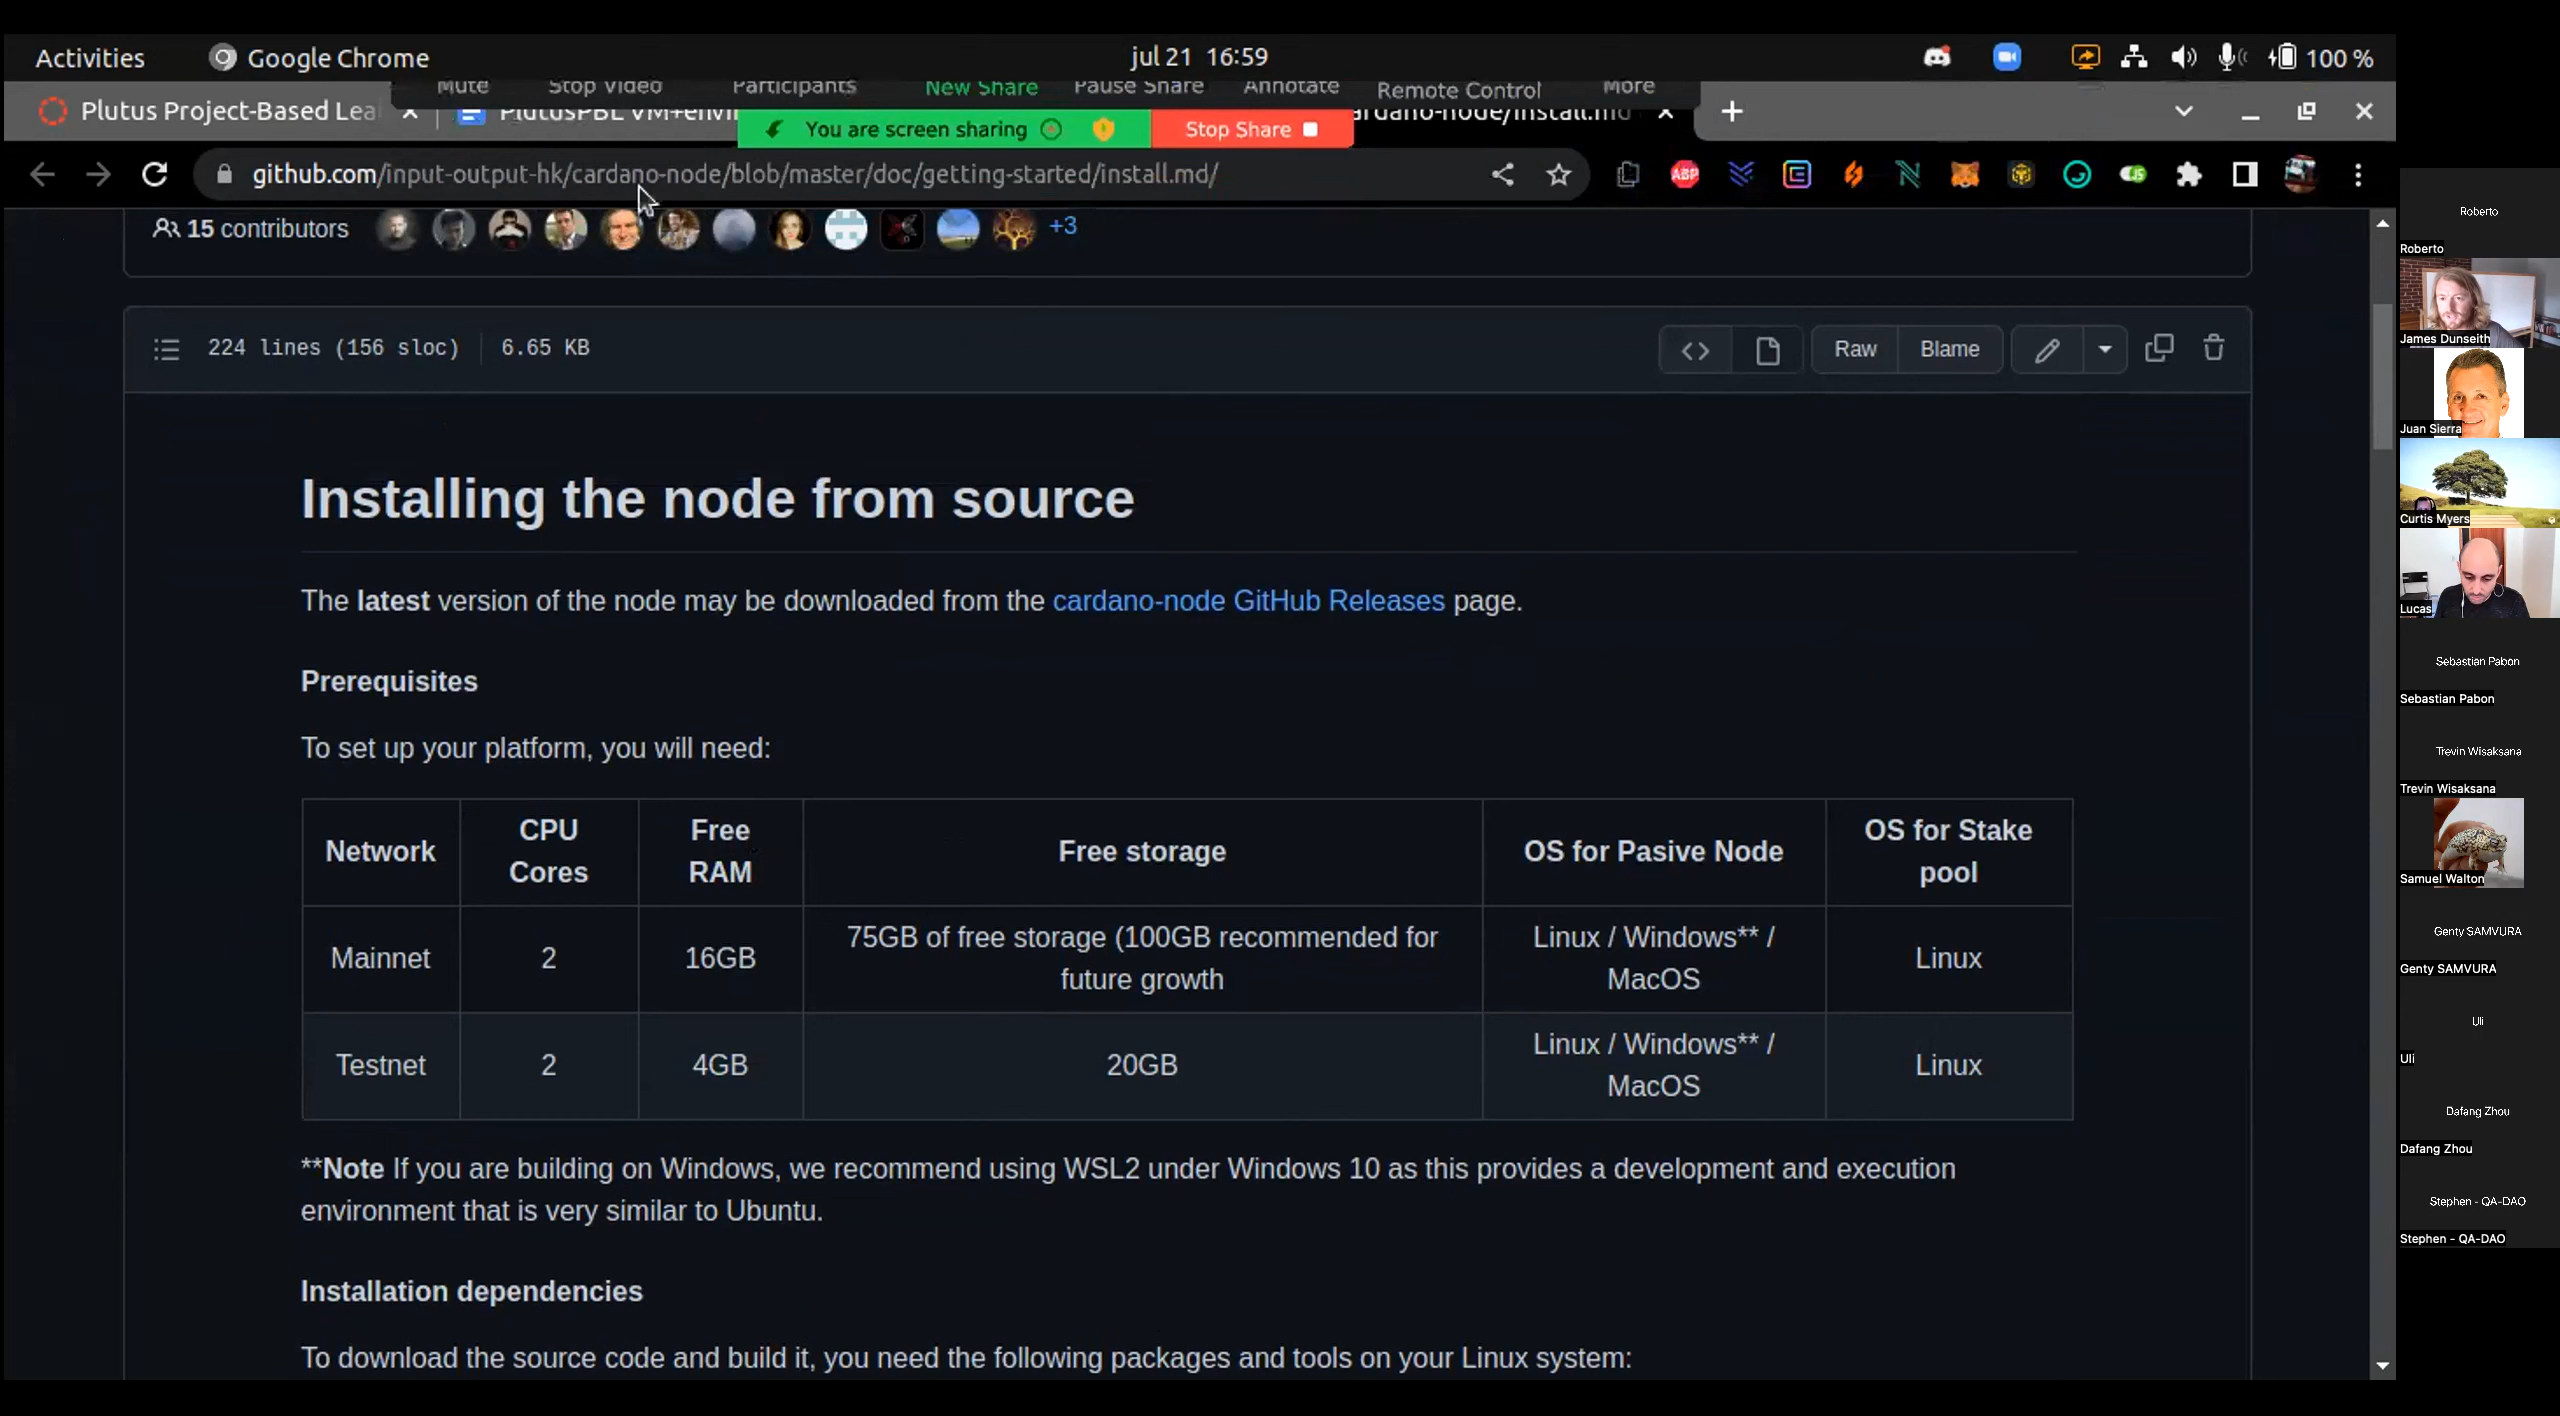 Activities
Google Chrome
jul 21 16:59
100 %
Mute
Stop Video
Participants
New Share
Pause Share
Annotate
Remote Control
More
Plutus Project-Based Lea
PlutusPBL VM+envir
You are screen sharing
Stop Share
ardano-node/install.md
github.com/input-output-hk/cardano-node/blob/master/doc/getting-started/install.md/
ABP
JS
15 contributors
+3
224 lines (156 sloc)
6.65 KB
Raw
Blame
Installing the node from source
The latest version of the node may be downloaded from the cardano-node GitHub Releases page.
Prerequisites
To set up your platform, you will need:
Network
CPU
Cores
Free
RAM
Free storage
OS for Pasive Node
OS for Stake
pool
Mainnet
2
16GB
75GB of free storage (100GB recommended for
future growth
Linux / Windows** /
MacOS
Linux
Testnet
2
4GB
20GB
Linux / Windows** /
MacOS
Linux
**Note If you are building on Windows, we recommend using WSL2 under Windows 10 as this provides a development and execution
environment that is very similar to Ubuntu.
Installation dependencies
To download the source code and build it, you need the following packages and tools on your Linux system:
Roberto
Roberto
James Dunseith
Juan Sierra
Curtis Myers
Lucas
Sebastian Pabon
Sebastian Pabon
Trevin Wisaksana
Trevin Wisaksana
Samuel Walton
Genty SAMVURA
Genty SAMVURA
Uli
Uli
Dafang Zhou
Dafang Zhou
Stephen - QA-DAO
Stephen - QA-DAO